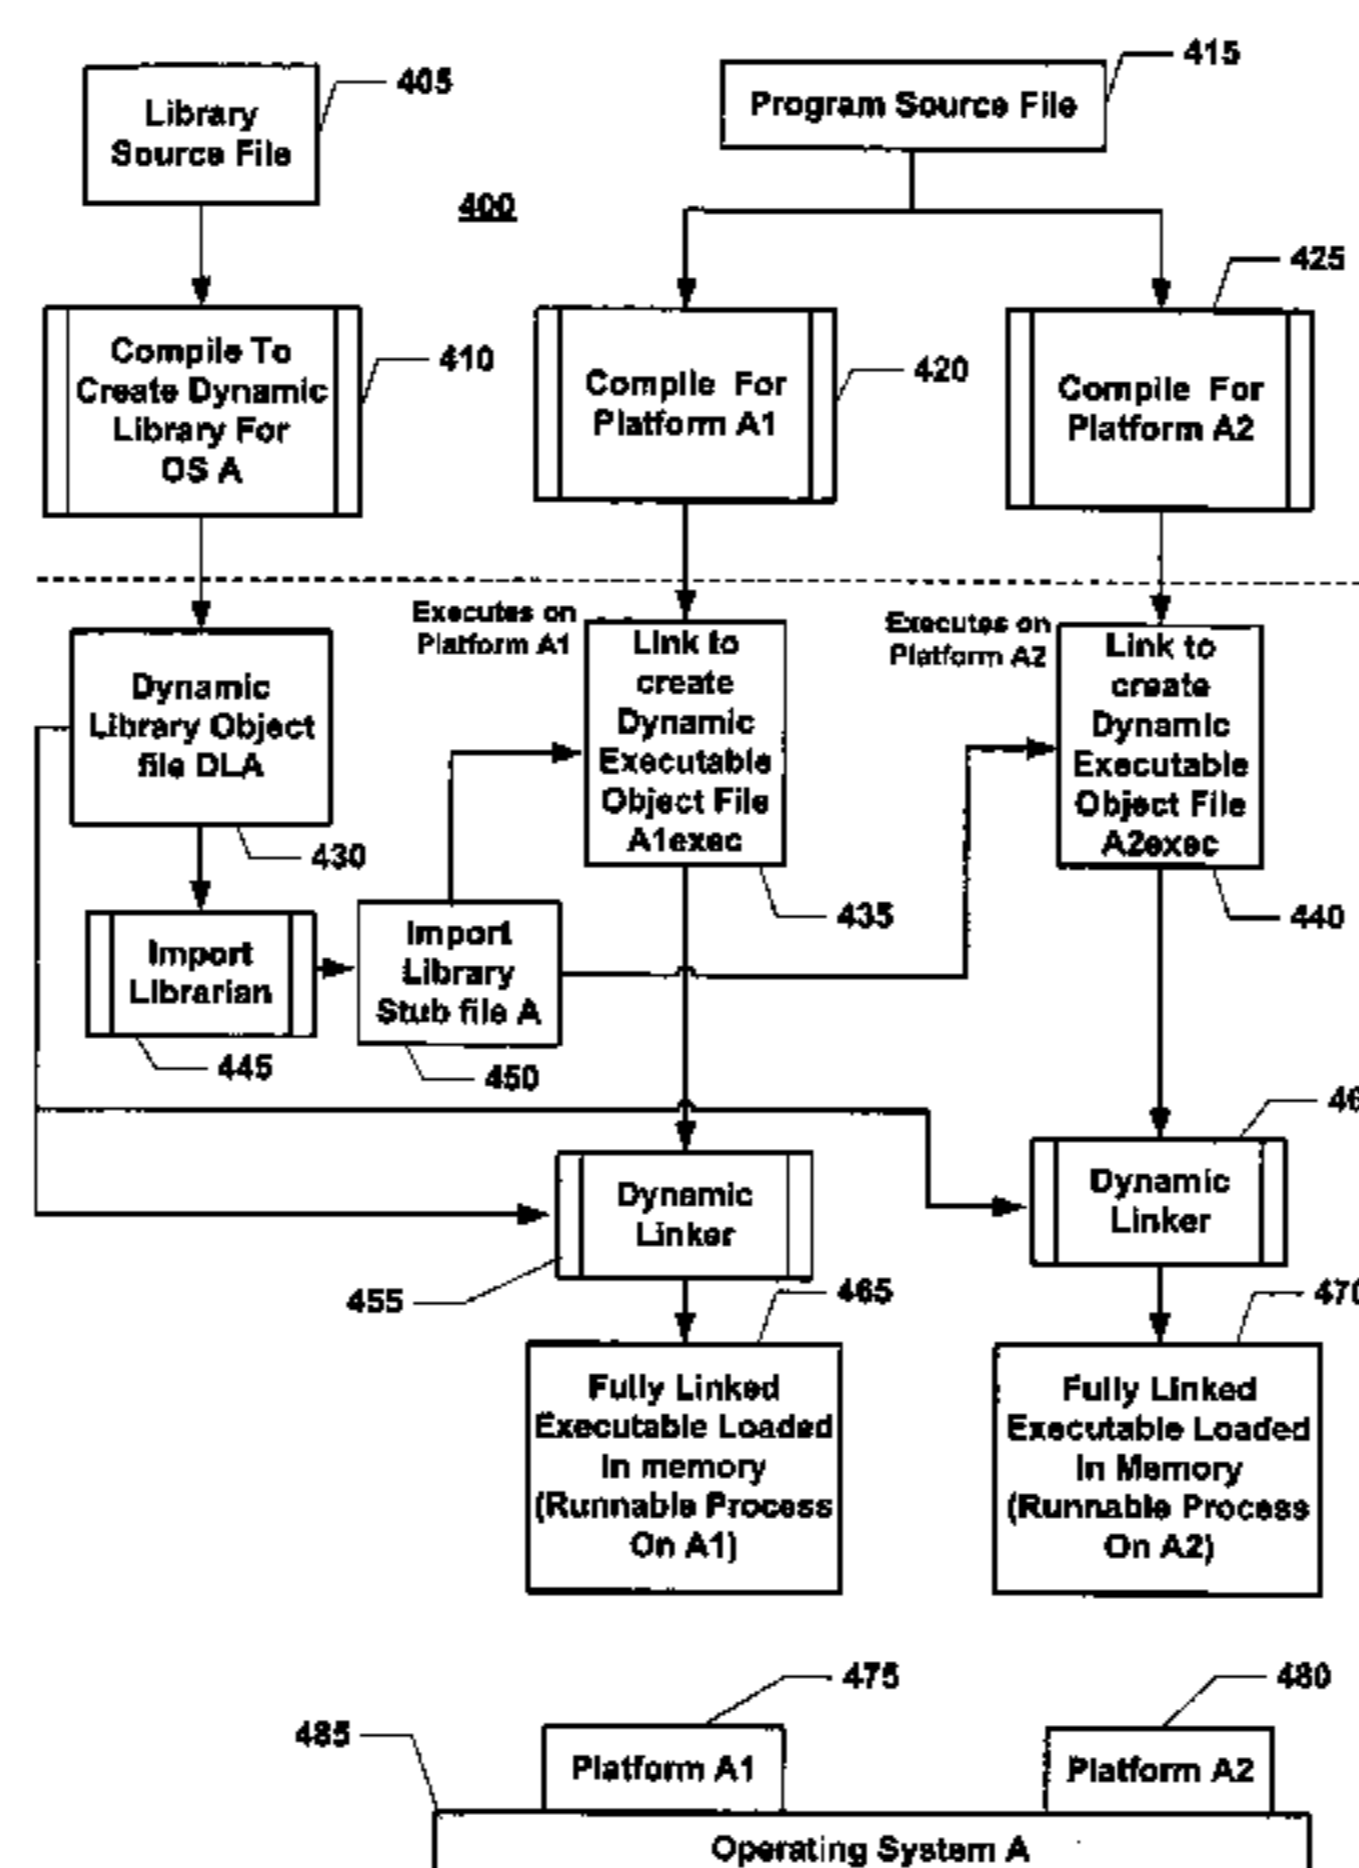 Library
Source File
405
415
Program Source File
400
425
Compile To
Create Dynamic
Library For
OS A
410
Compile For
Platform A1
420
Compile For
Platform A2
Executes on
Platform A1
Executes on
Platform A2
Dynamic
Library Object
file DLA
430
Link to
create
Dynamic
Executable
Object File
A1exec
435
Link to
create
Dynamic
Executable
Object File
A2exec
440
Import
Librarian
445
Import
Library
Stub file A
450
46
Dynamic
Linker
455
Dynamic
Linker
465
470
Fully Linked
Executable Loaded
In memory
(Runnable Process
On A1)
Fully Linked
Executable Loaded
In Memory
(Runnable Process
On A2)
475
480
485
Platform A1
Platform A2
Operating System A